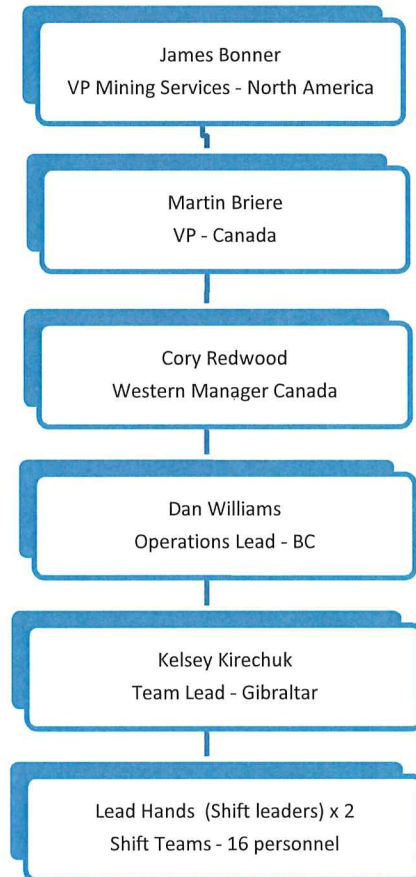 James Bonner
VP Mining Services - North America
Martin Briere
VP - Canada
Cory Redwood
Western Manager Canada
Dan Williams
Operations Lead - BC
Kelsey Kirechuk
Team Lead - Gibraltar
Lead Hands (Shift leaders) x 2
Shift Teams - 16 personnel